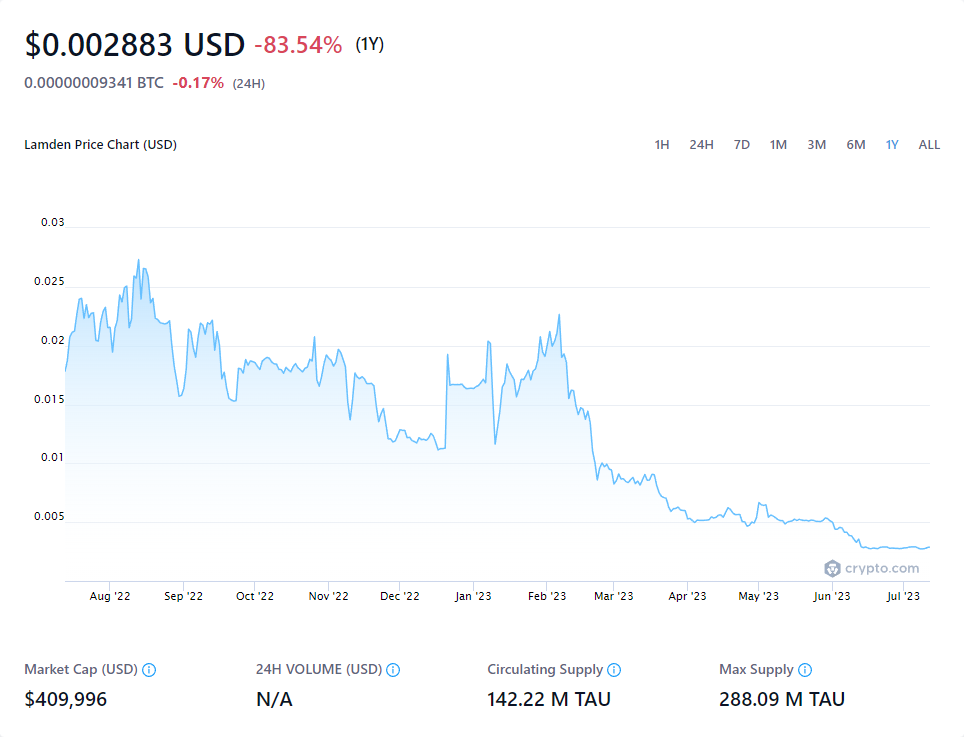 $0.002883 USD -83.54% (1Y)
0.00000009341 BTC -0.17% (24H)
Lamden Price Chart (USD) 1H 24H 7D 1M 3M 6M 1Y ALL
0.03
0.025
0.02
0.015
0.01
0.005
crypto.com
Aug '22 Sep '22 Oct '22 Nov '22 Dec '22 Jan '23 Feb '23 Mar '23 Apr '23 May '23 Jun '23 Jul '23
Market Cap (USD) 24H VOLUME (USD) Circulating Supply Max Supply
$409,996 N/A 142.22 M TAU 288.09 M TAU